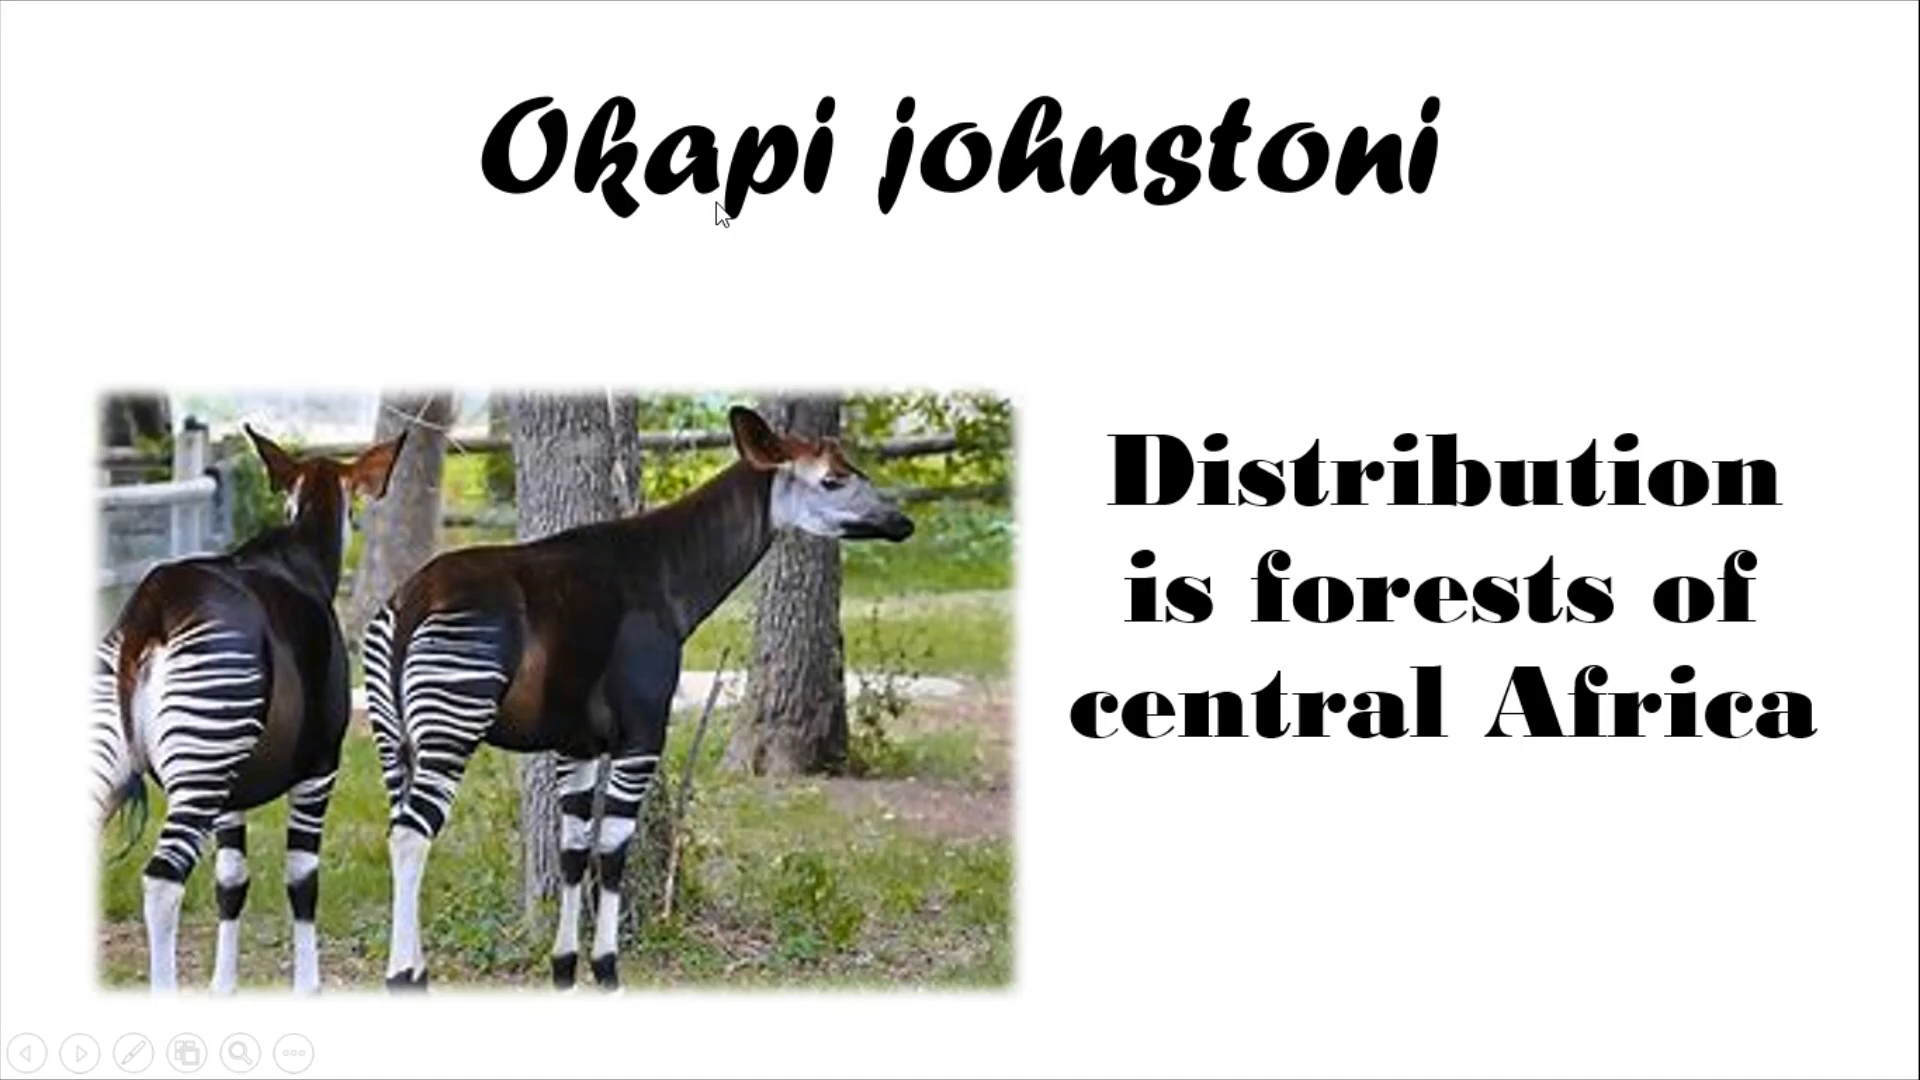 Okapi johnstoni
Distribution
is forests of
central Africa